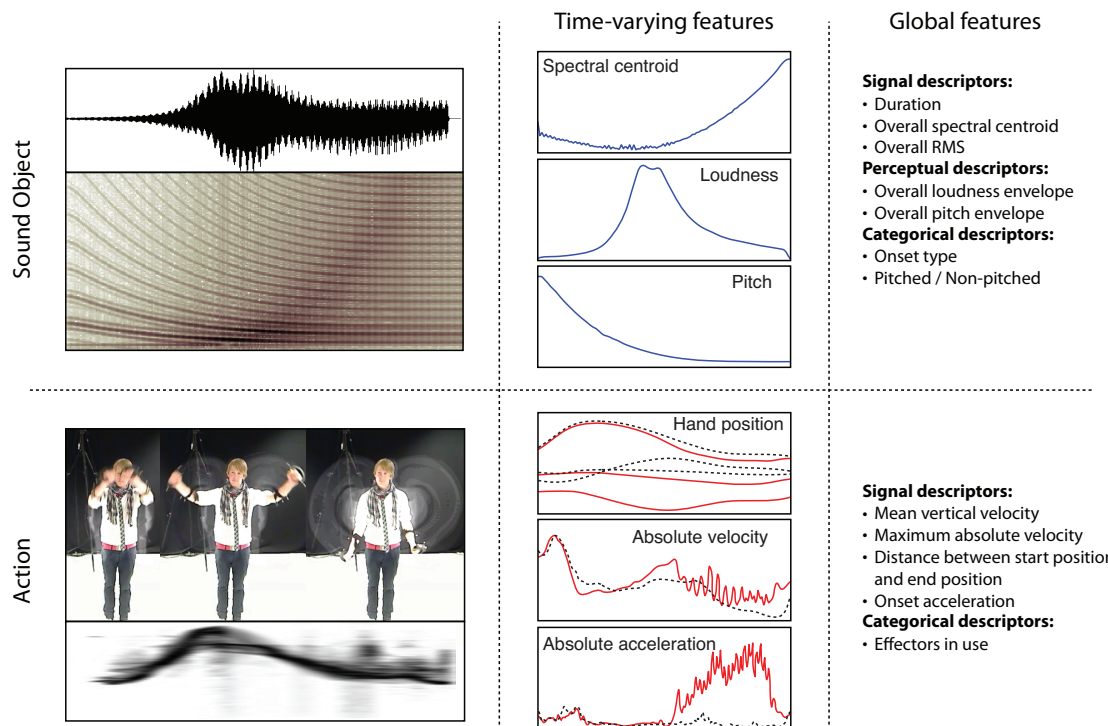 Time-varying features
Global features
Sound Object
Spectral centroid
Loudness
Pitch
Signal descriptors:
• Duration
• Overall spectral centroid
• Overall RMS
Perceptual descriptors:
• Overall loudness envelope
• Overall pitch envelope
Categorical descriptors:
• Onset type
• Pitched / Non-pitched
Action
Hand position
Absolute velocity
Absolute acceleration
Signal descriptors:
• Mean vertical velocity
• Maximum absolute velocity
• Distance between start position
and end position
• Onset acceleration
Categorical descriptors:
• Effectors in use